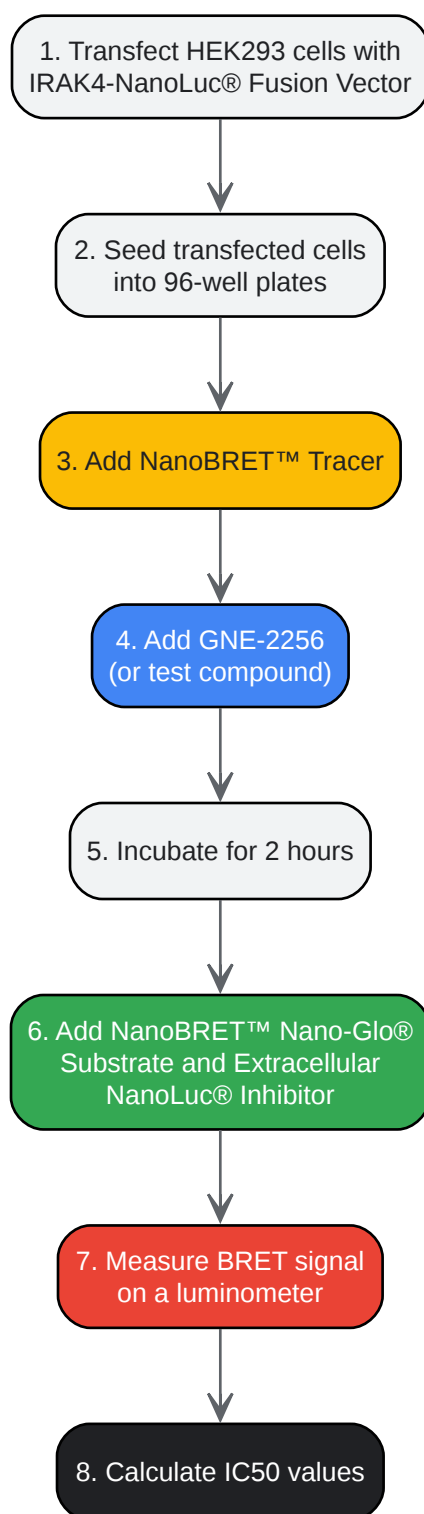 1. Transfect HEK293 cells with
IRAK4-NanoLuc® Fusion Vector
2. Seed transfected cells
into 96-well plates
3. Add NanoBRET™ Tracer
4. Add GNE-2256
(or test compound)
5. Incubate for 2 hours
6. Add NanoBRET™ Nano-Glo®
Substrate and Extracellular
NanoLuc® Inhibitor
7. Measure BRET signal
on a luminometer
8. Calculate IC50 values